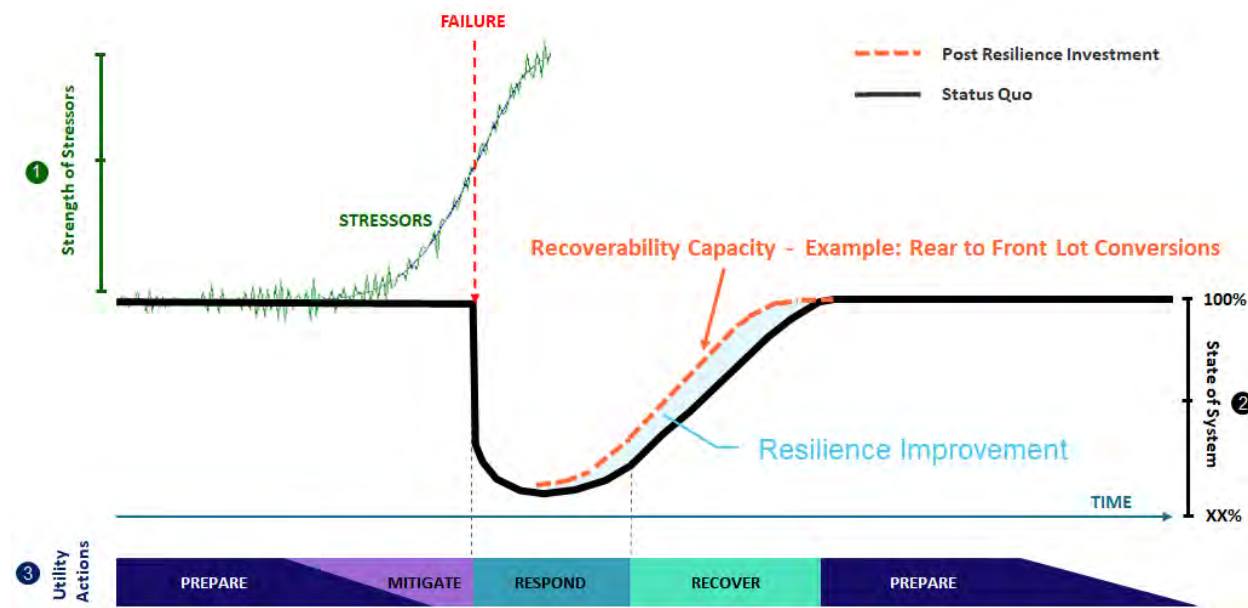 FAILURE
Post Resilience Investment
Status Quo
1
Strength of Stressors
STRESSORS
Recoverability Capacity - Example: Rear to Front Lot Conversions
100%
State of System
2
Resilience Improvement
TIME
XX%
3
Utility
Actions
PREPARE
MITIGATE
RESPOND
RECOVER
PREPARE